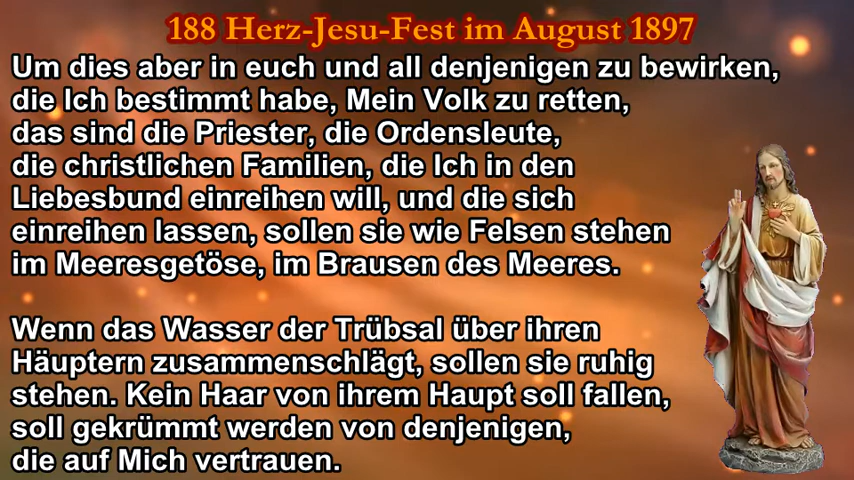 188 Herz-Jesu-Fest im August 1897
Um dies aber in euch und all denjenigen zu bewirken,
die Ich bestimmt habe, Mein Volk zu retten,
das sind die Priester, die Ordensleute,
die christlichen Familien, die Ich in den
Liebesbund einreihen will, und die sich
einreihen lassen, sollen sie wie Felsen stehen
im Meeresgetöse, im Brausen des Meeres.
Wenn das Wasser der Trübsal über ihren
Häuptern zusammenschlägt, sollen sie ruhig
stehen. Kein Haar von ihrem Haupt soll fallen,
soll gekrümmt werden von denjenigen,
die auf Mich vertrauen.